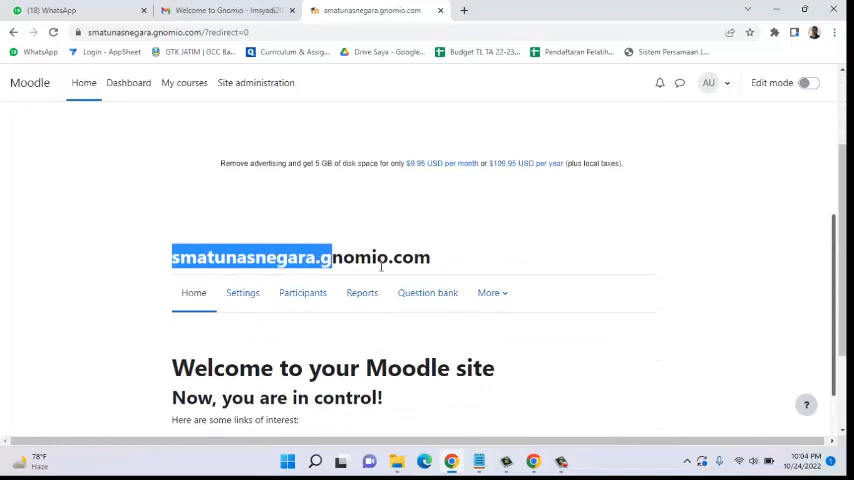 (18) WhatsApp
Welcome to Gnomio - lmsyadi2(
smatunasnegara.gnomio.com
smatunasnegara.gnomio.com/?redirect=0
WhatsApp
Login - AppSheet
GTK JATIM | GCC Ba...
Curriculum & Assig...
Drive Saya - Google...
Budget TL TA 22-23...
Pendaftaran Pelatih...
Sistem Persamaan L...
Moodle
Home
Dashboard
My courses
Site administration
AU
Edit mode
Remove advertising and get 5 GB of disk space for only $9.95 USD per month or $109.95 USD per year (plus local taxes).
smatunasnegara.gnomio.com
Home
Settings
Participants
Reports
Question bank
More
Welcome to your Moodle site
Now, you are in control!
Here are some links of interest:
?
78°F
Haze
10:04 PM
10/24/2022